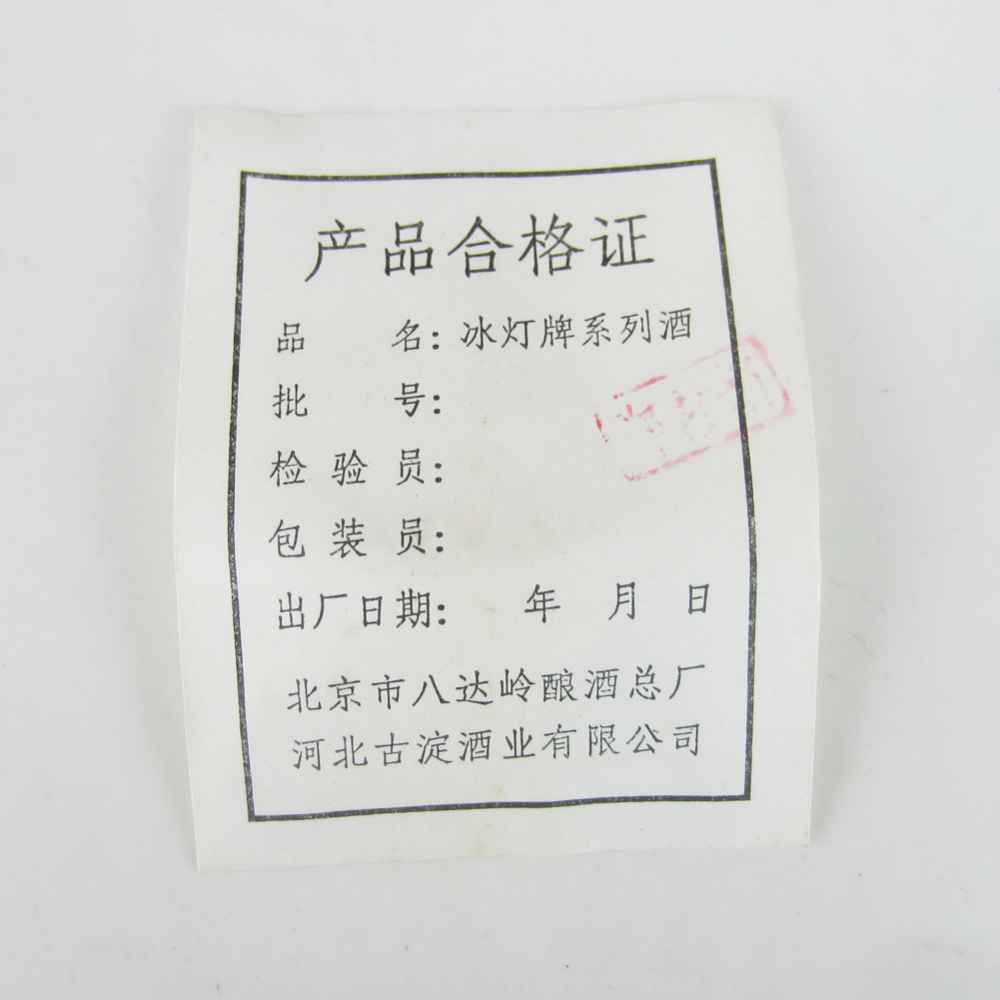 产品合格证
品 名：冰灯牌系列酒
批 号：
检 验 员：
包 装 员：
出厂日期： 年 月 日
北京市八达岭酿酒总厂
河北古淀酒业有限公司